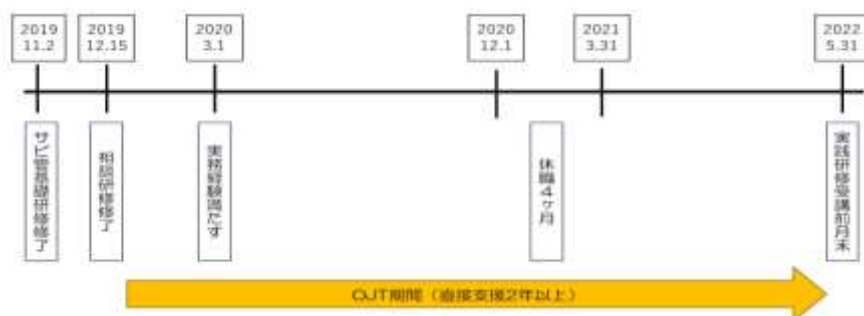 2019
11.2
2019
12.15
2020
3.1
2020
12.1
2021
3.31
2022
5.31
サビ管基礎研修修了
相談研修修了
実務経験満たす
休職4ヶ月
実践研修受講前月末
OJT期間（直接支援2年以上）